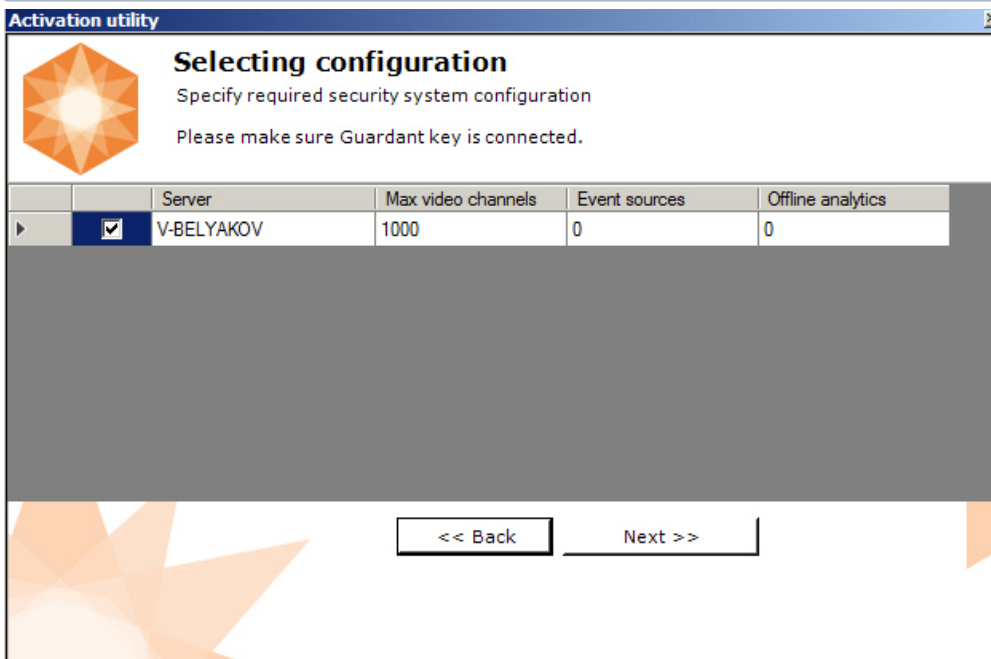 Activation utility
Selecting configuration
Specify required security system configuration
Please make sure Guardant key is connected.
Server Max video channels Event sources Offline analytics
V-BELYAKOV 1000 0 0
<< Back Next >>